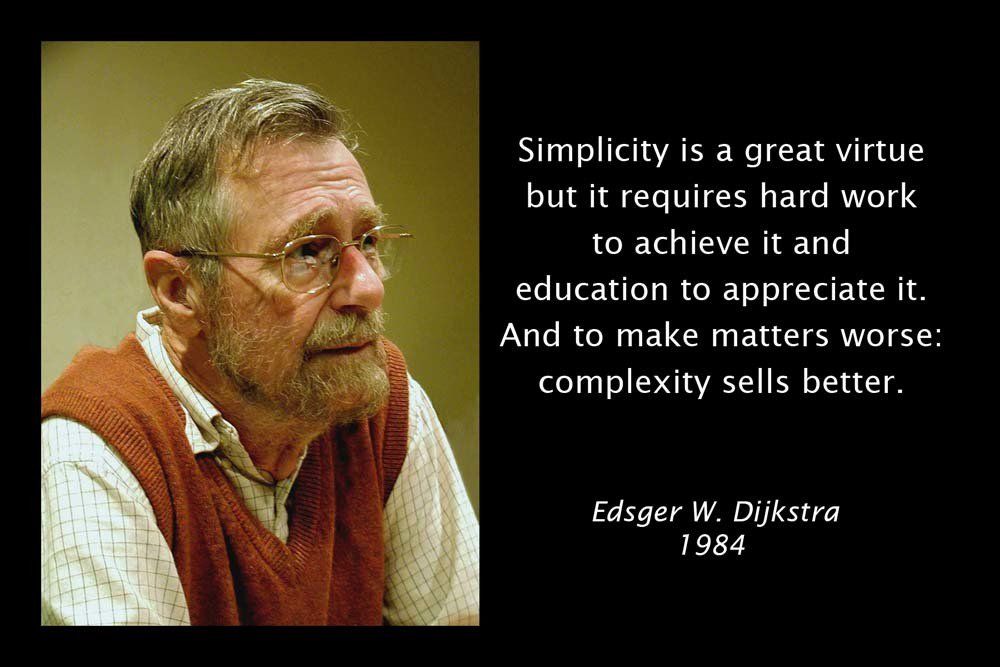 Simplicity is a great virtue
but it requires hard work
to achieve it and
education to appreciate it.
And to make matters worse:
complexity sells better.
Edsger W. Dijkstra
1984